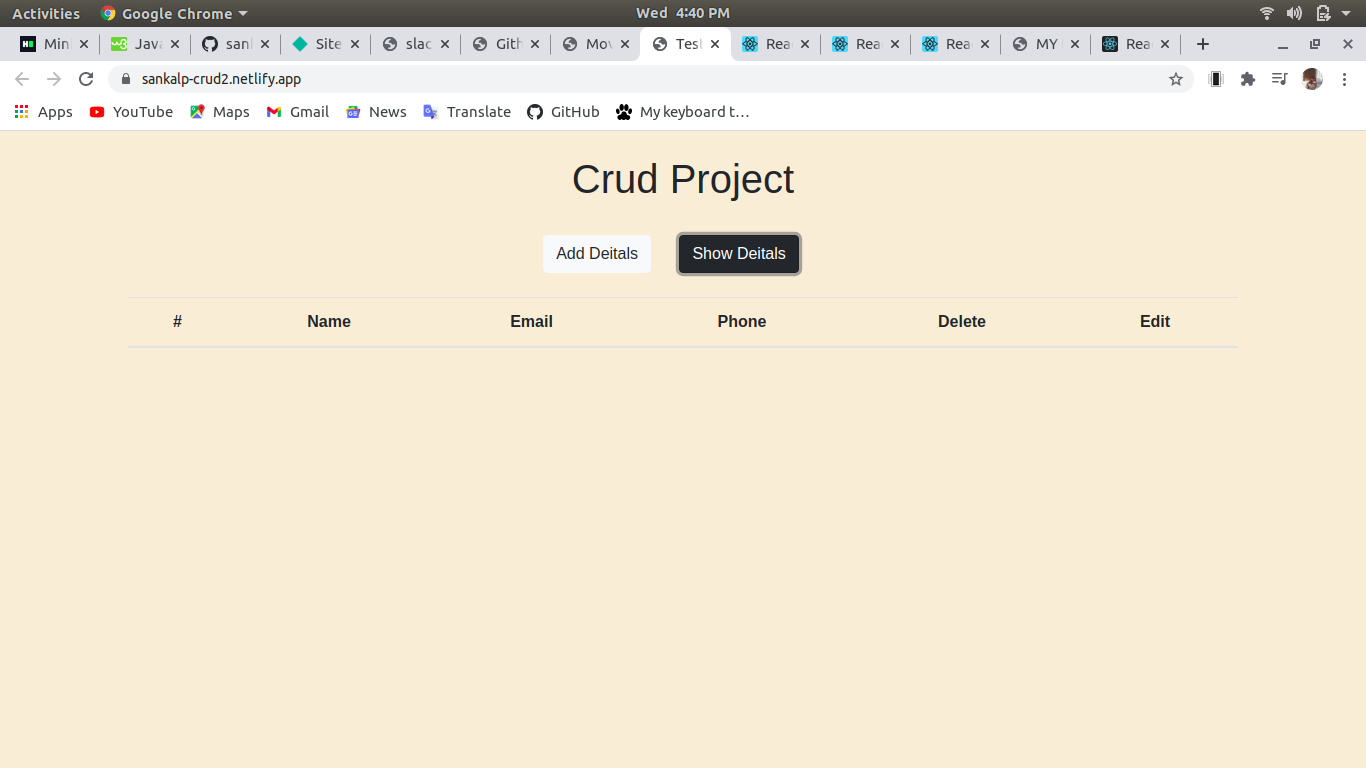 Activities Google Chrome Wed 4:40 PM
Min Java sanl Site slac Gith Mov Test Rea Rea Rea MY Rea
sankalp-crud2.netlify.app
Apps YouTube Maps Gmail News Translate GitHub My keyboard t...
Crud Project
Add Deitals Show Deitals
# Name Email Phone Delete Edit